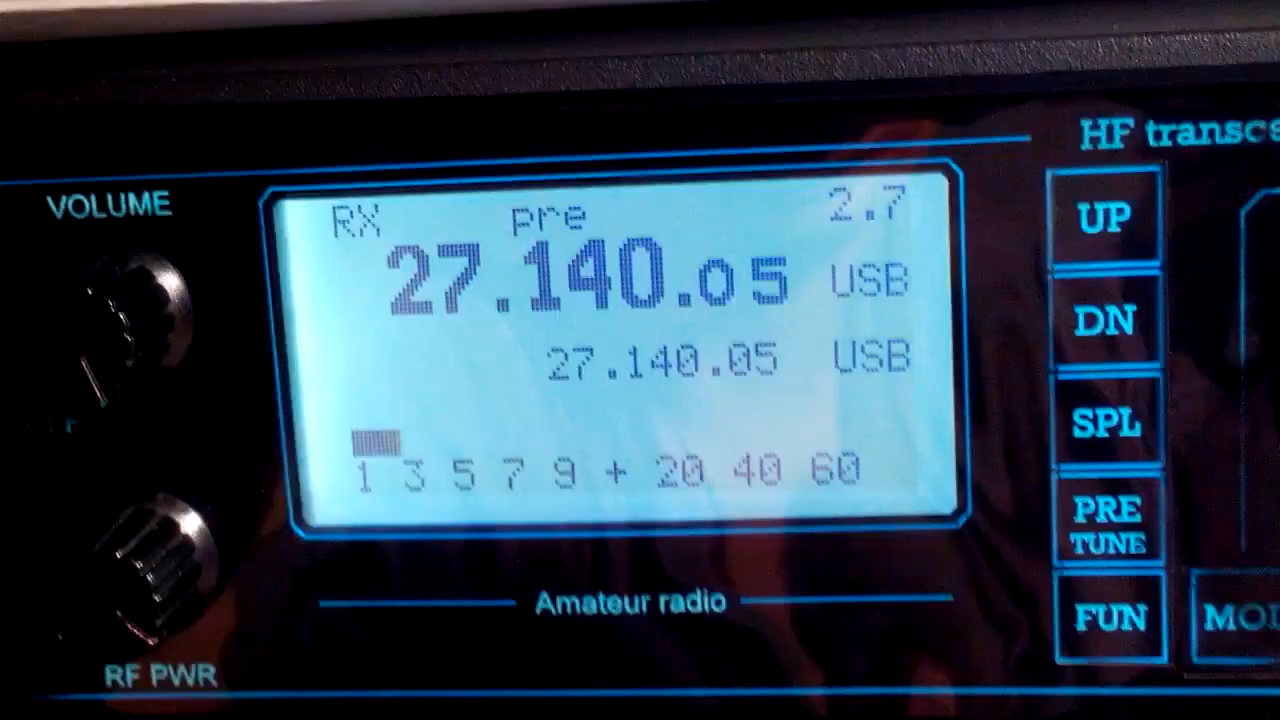 HF transce
VOLUME
RX pre 2.7
27.140.05 USB
27.140.05 USB
1 3 5 7 9 + 20 40 60
UP
DN
SPL
PRE
TUNE
FUN
Amateur radio
RF PWR